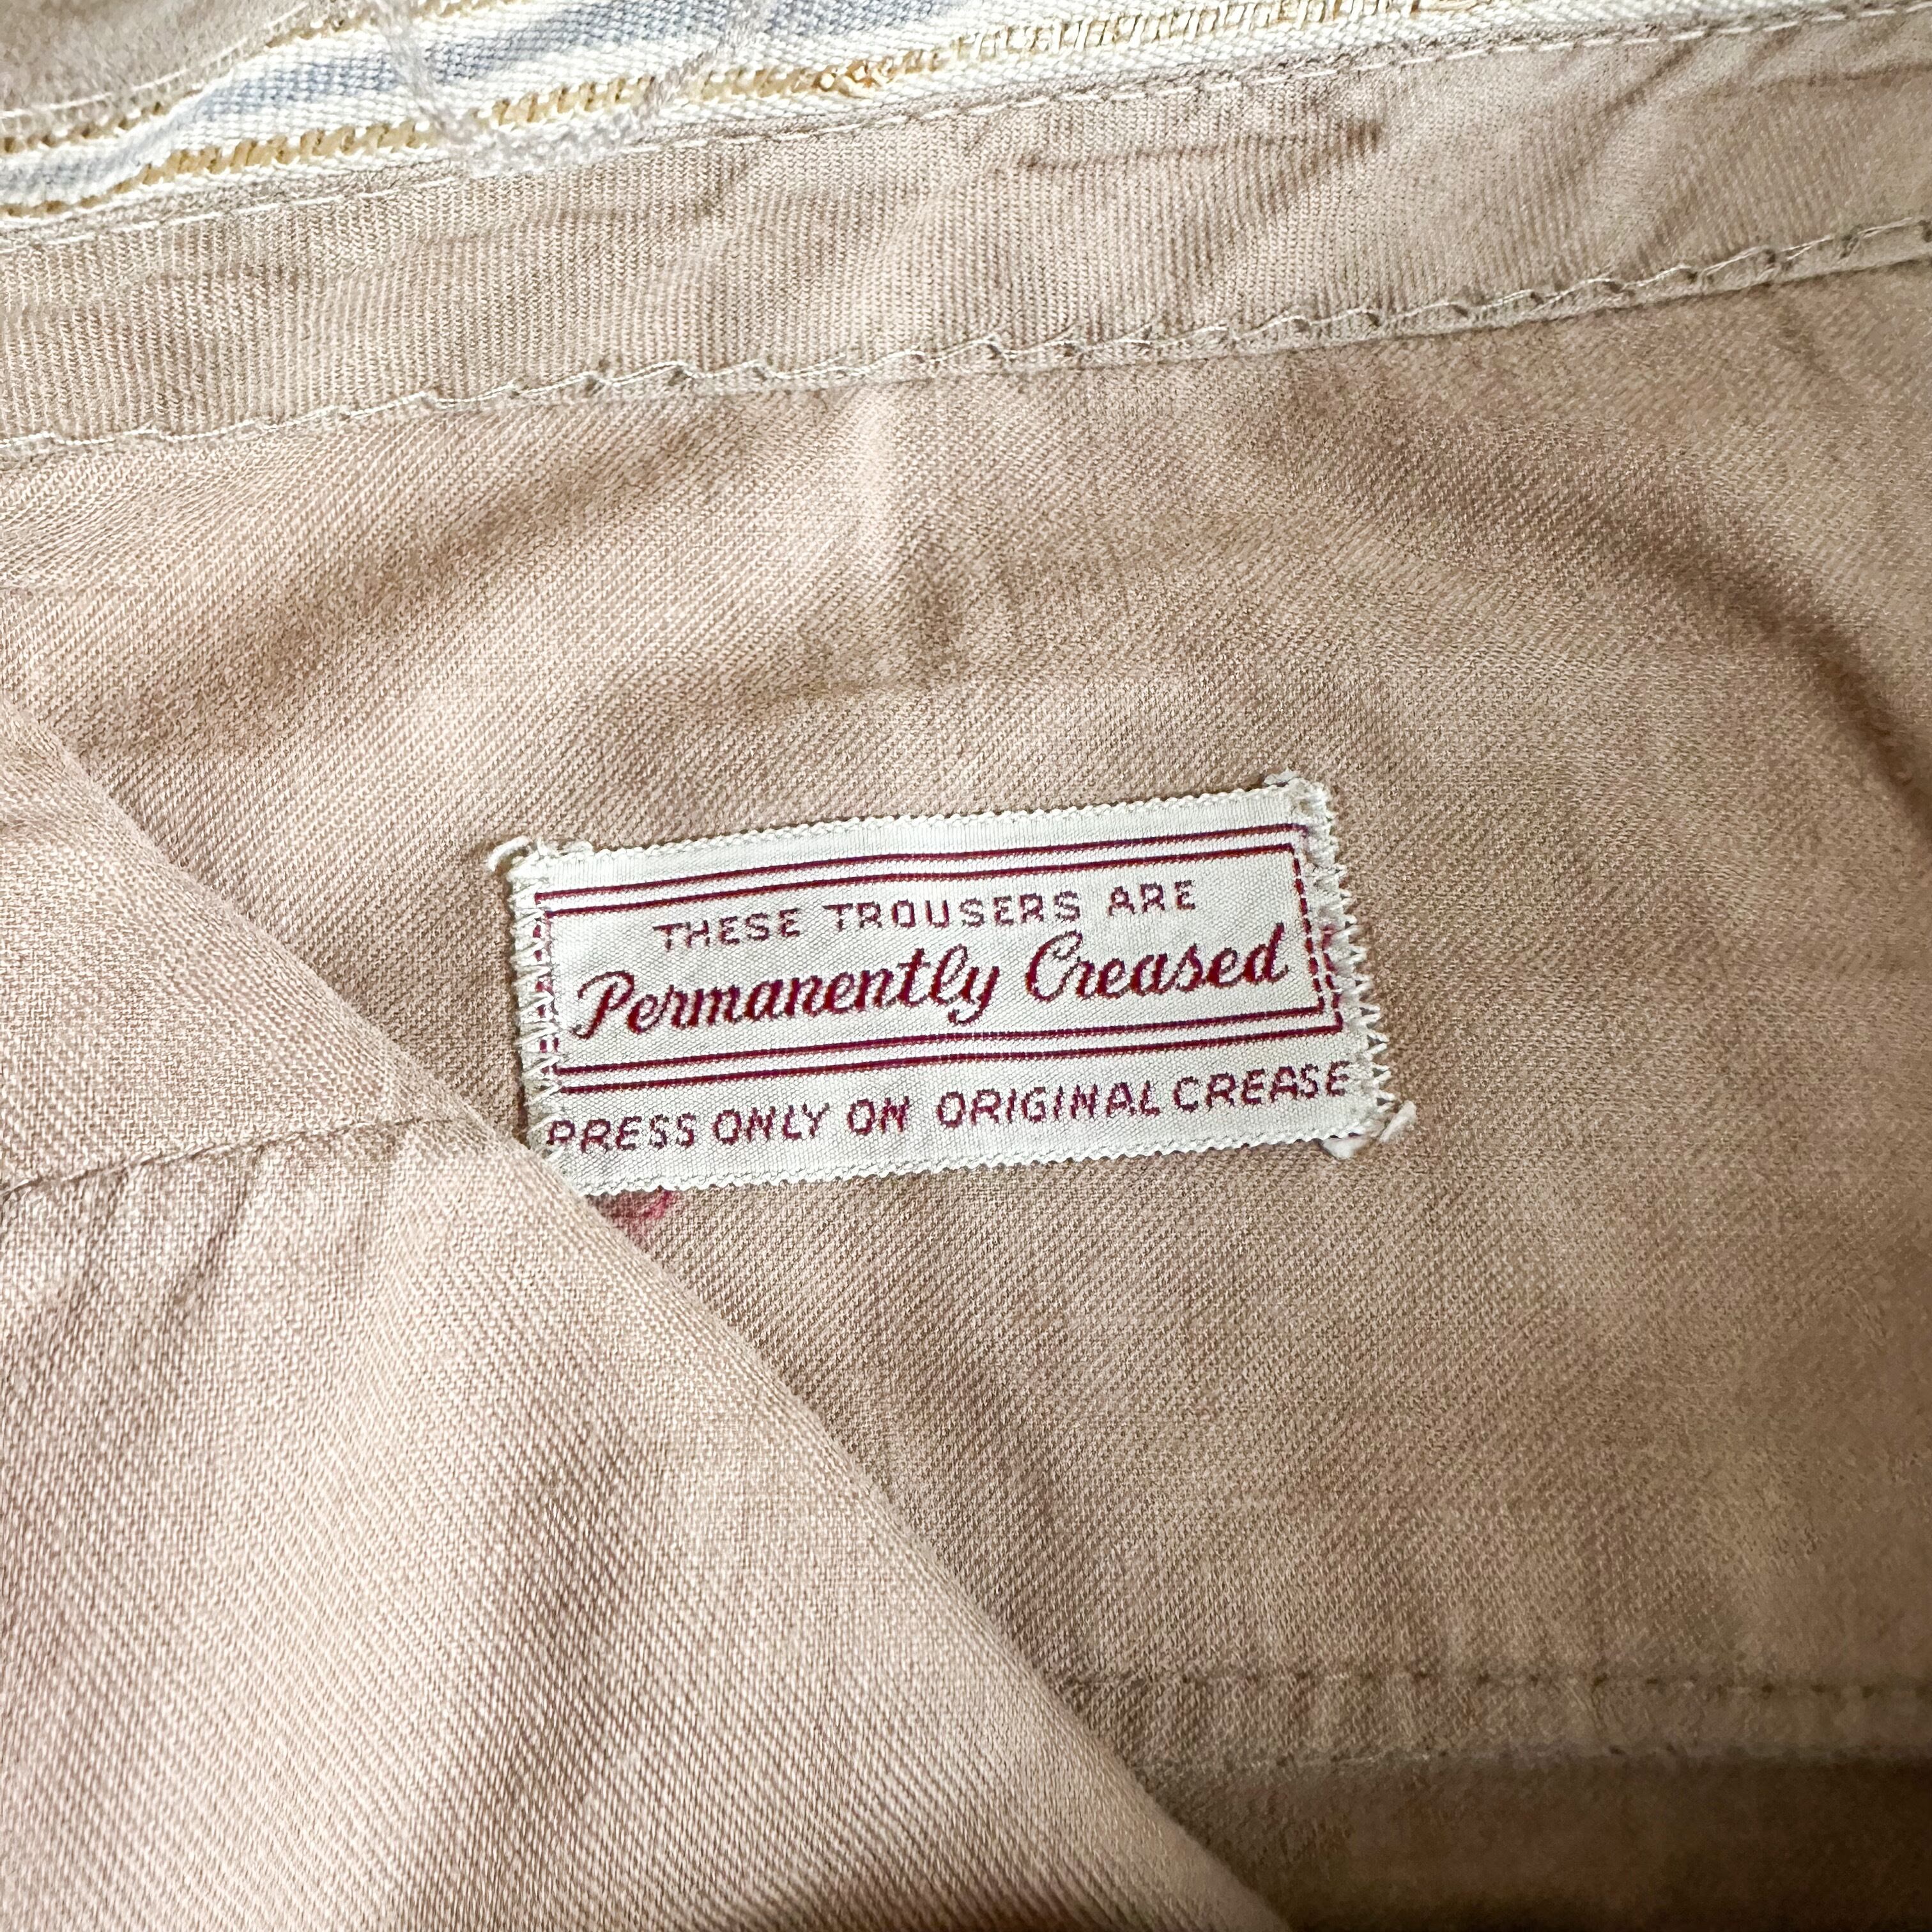 THESE TROUSERS ARE
Permanently Creased
PRESS ONLY ON ORIGINAL CREASE